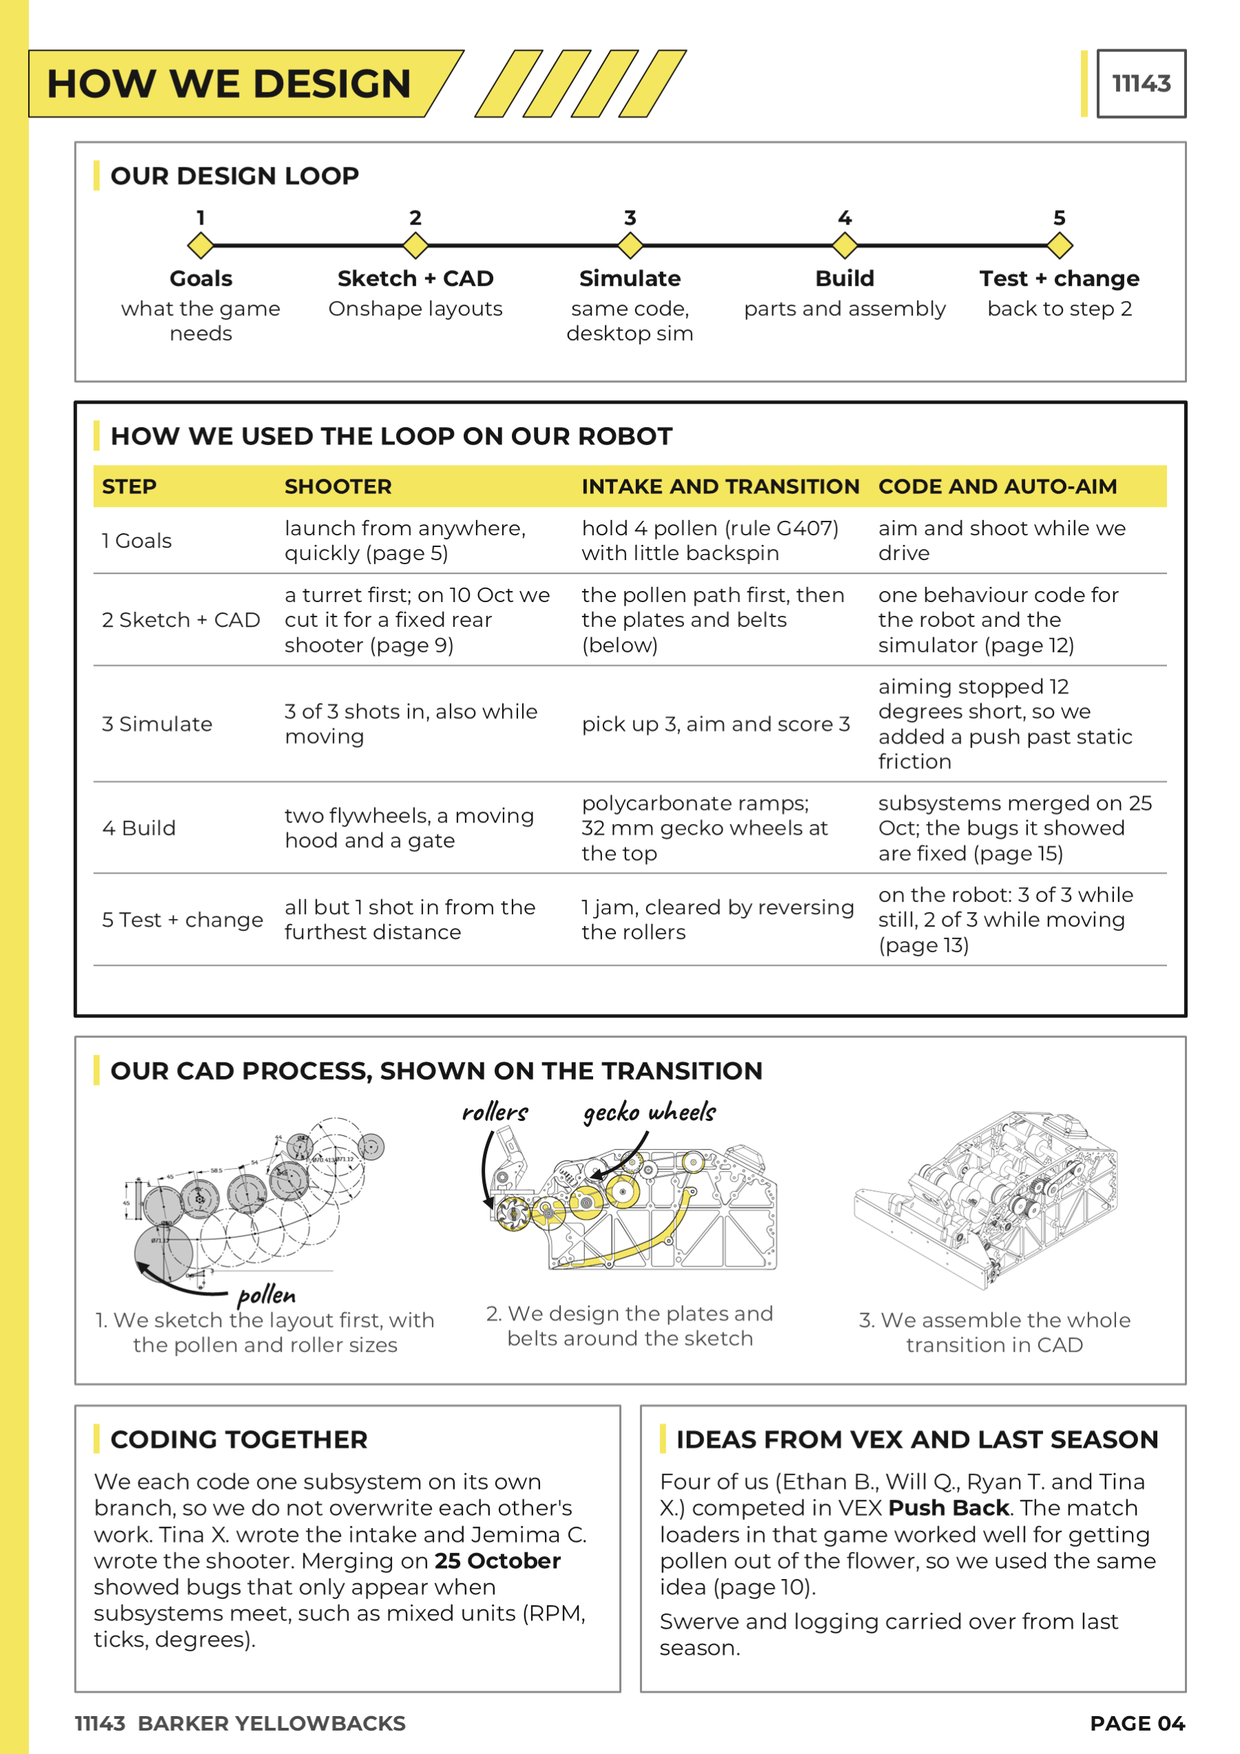 HOW WE DESIGN
11143
OUR DESIGN LOOP
1 2 3 4 5
Goals Sketch + CAD Simulate Build Test + change
what the game needs
Onshape layouts
same code, desktop sim
parts and assembly
back to step 2
HOW WE USED THE LOOP ON OUR ROBOT
STEP SHOOTER INTAKE AND TRANSITION CODE AND AUTO-AIM
1 Goals
launch from anywhere,
quickly (page 5)
hold 4 pollen (rule G407)
with little backspin
aim and shoot while we
drive
2 Sketch + CAD
a turret first; on 10 Oct we
cut it for a fixed rear
shooter (page 9)
the pollen path first, then
the plates and belts
(below)
one behaviour code for
the robot and the
simulator (page 12)
3 Simulate
3 of 3 shots in, also while
moving
pick up 3, aim and score 3
aiming stopped 12
degrees short, so we
added a push past static
friction
4 Build
two flywheels, a moving
hood and a gate
polycarbonate ramps;
32 mm gecko wheels at
the top
subsystems merged on 25
Oct; the bugs it showed
are fixed (page 15)
5 Test + change
all but 1 shot in from the
furthest distance
1 jam, cleared by reversing
the rollers
on the robot: 3 of 3 while
still, 2 of 3 while moving
(page 13)
OUR CAD PROCESS, SHOWN ON THE TRANSITION
rollers
gecko wheels
pollen
1. We sketch the layout first, with
the pollen and roller sizes
2. We design the plates and
belts around the sketch
3. We assemble the whole
transition in CAD
CODING TOGETHER
We each code one subsystem on its own
branch, so we do not overwrite each other's
work. Tina X. wrote the intake and Jemima C.
wrote the shooter. Merging on 25 October
showed bugs that only appear when
subsystems meet, such as mixed units (RPM,
ticks, degrees).
IDEAS FROM VEX AND LAST SEASON
Four of us (Ethan B., Will Q., Ryan T. and Tina
X.) competed in VEX Push Back. The match
loaders in that game worked well for getting
pollen out of the flower, so we used the same
idea (page 10).
Swerve and logging carried over from last
season.
11143 BARKER YELLOWBACKS
PAGE 04